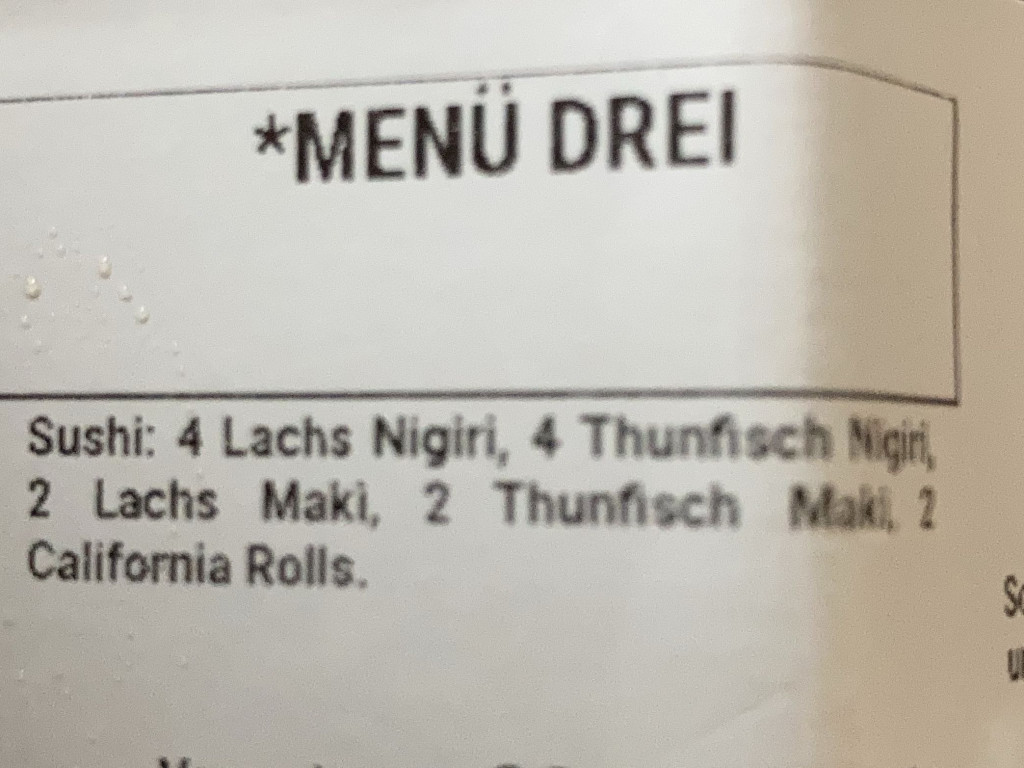 *MENÜ DREI
Sushi: 4 Lachs Nigiri, 4 Thunfisch Nigiri,
2 Lachs Maki, 2 Thunfisch Maki, 2
California Rolls.